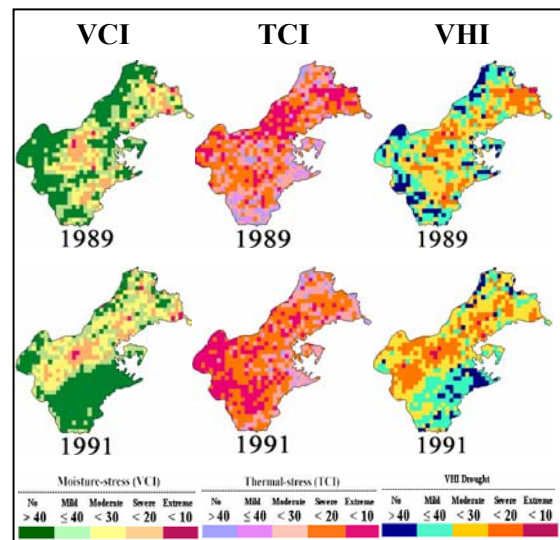 VCI TCI VHI
1989 1989 1989
1991 1991 1991
Moisture-stress (VCI) Thermal-stress (TCI) VHI Drought
No Mild Moderate Severe Extreme No Mild Moderate Severe Extreme No Mild Moderate Severe Extreme
> 40 ≤ 40 < 30 < 20 < 10 > 40 ≤ 40 < 30 < 20 < 10 > 40 ≤ 40 < 30 < 20 < 10